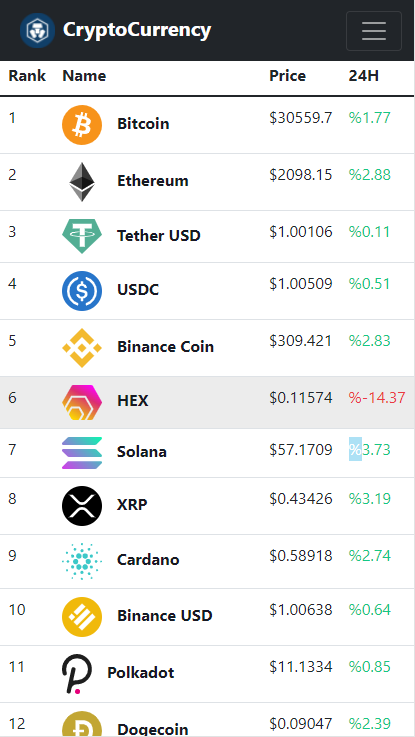 CryptoCurrency
Rank Name Price 24H
1 Bitcoin $30559.7 %1.77
2 Ethereum $2098.15 %2.88
3 Tether USD $1.00106 %0.11
4 USDC $1.00509 %0.51
5 Binance Coin $309.421 %2.83
6 HEX $0.11574 %-14.37
7 Solana $57.1709 %3.73
8 XRP $0.43426 %3.19
9 Cardano $0.58918 %2.74
10 Binance USD $1.00638 %0.64
11 Polkadot $11.1334 %0.85
12 Dogecoin $0.09047 %2.39